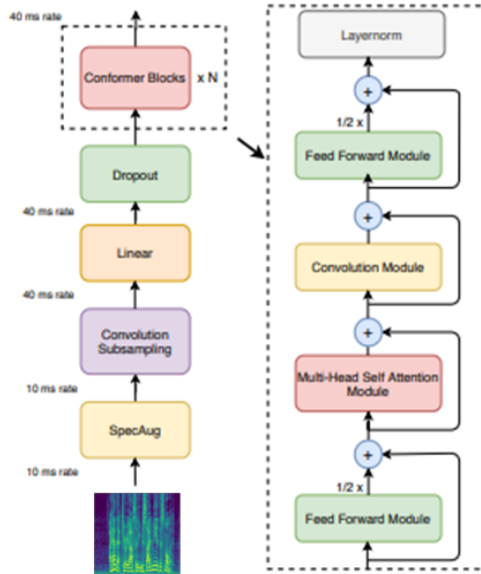 40 ms rate
Conformer Blocks
x N
Dropout
40 ms rate
Linear
40 ms rate
Convolution
Subsampling
10 ms rate
SpecAug
10 ms rate
Layernorm
+
1/2 x
Feed Forward Module
+
Convolution Module
+
Multi-Head Self Attention
Module
+
1/2 x
Feed Forward Module